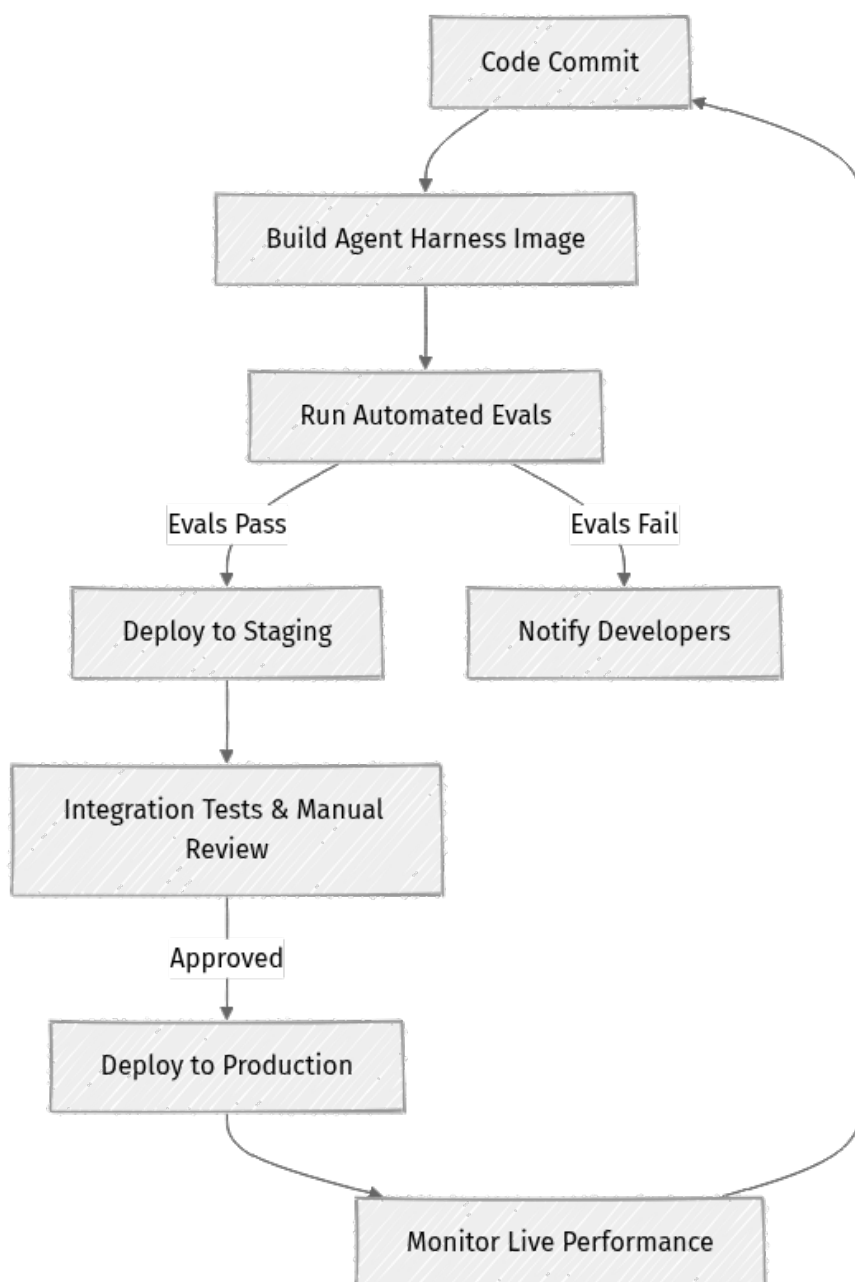 Code Commit
Build Agent Harness Image
Run Automated Evals
Evals Pass
Evals Fail
Deploy to Staging
Notify Developers
Integration Tests & Manual
Review
Approved
Deploy to Production
Monitor Live Performance